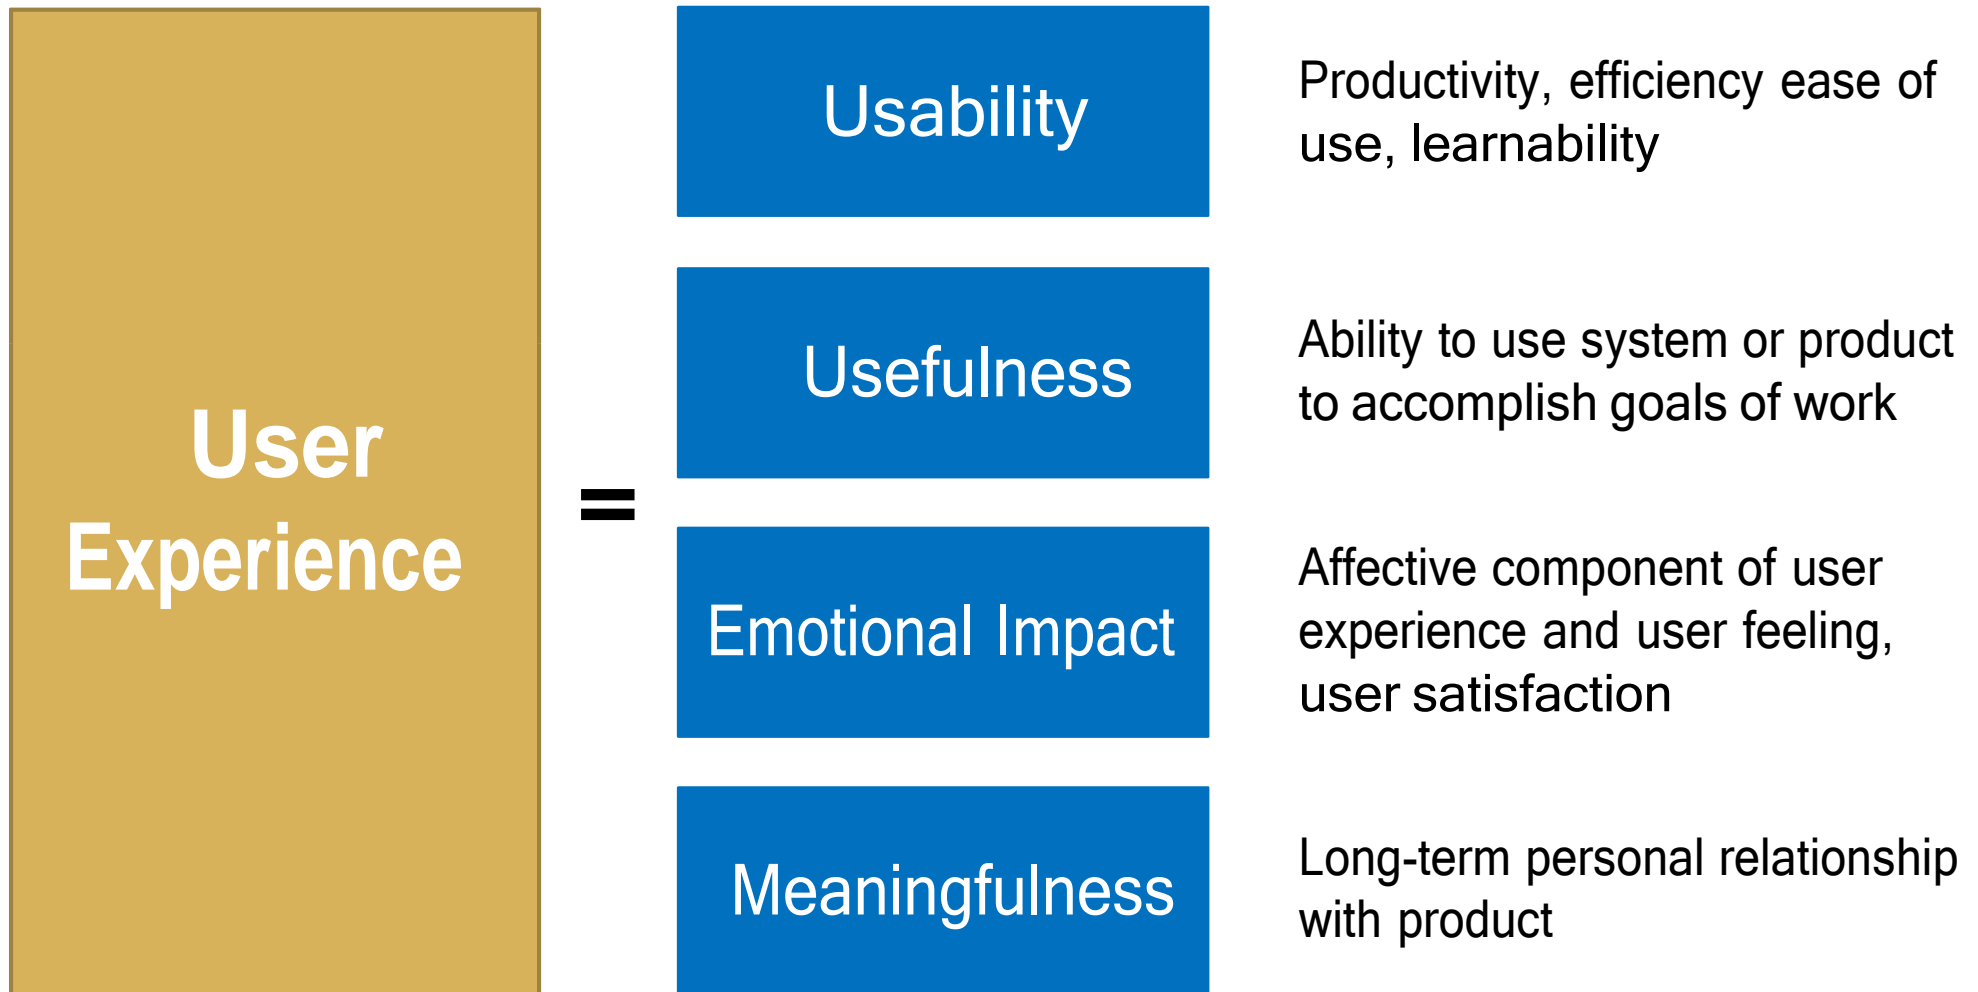 User
Experience
=
Usability
Productivity, efficiency ease of
use, learnability
Usefulness
Ability to use system or product
to accomplish goals of work
Emotional Impact
Affective component of user
experience and user feeling,
user satisfaction
Meaningfulness
Long-term personal relationship
with product